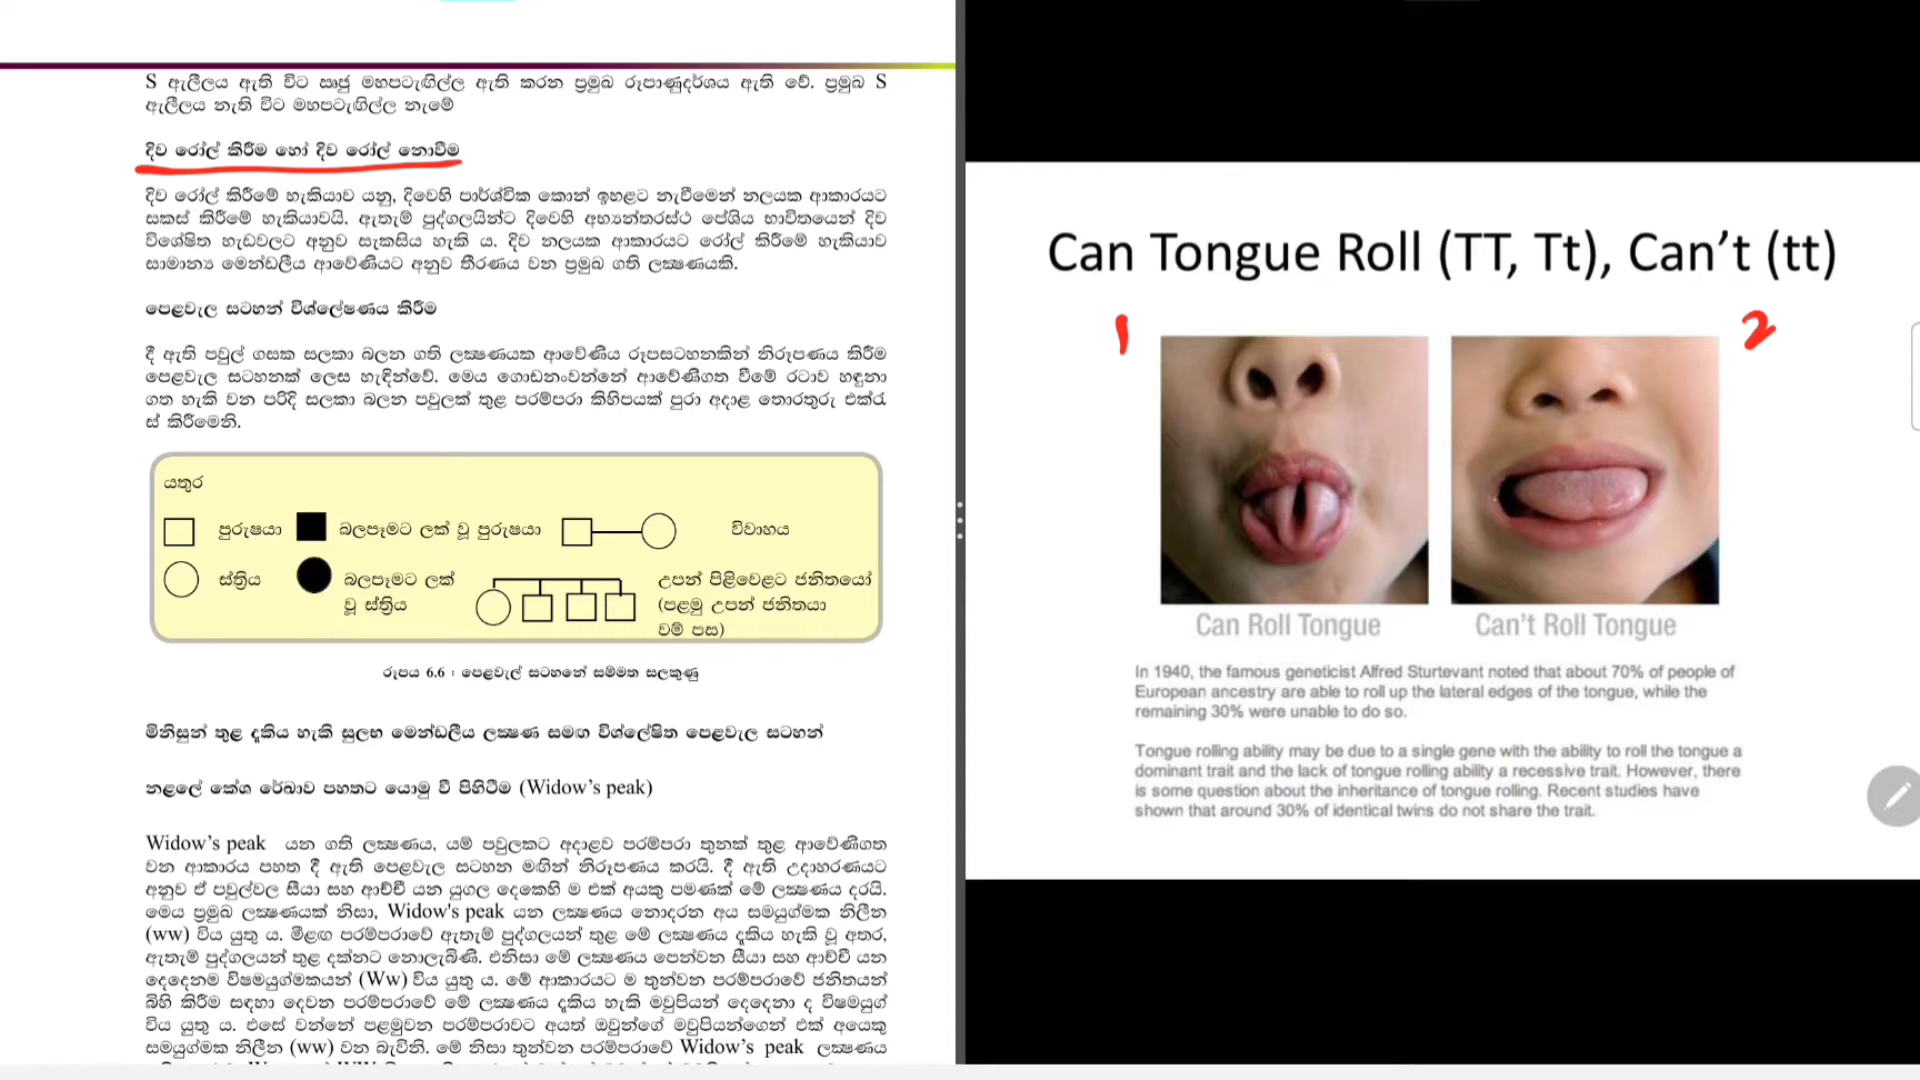 S ඇලීලය ඇති විට සෘජු මහපටැඟිල්ල ඇති කරන ප්‍රමුඛ රූපාණුදර්ශය ඇති වේ. ප්‍රමුඛ S
ඇලීලය නැති විට මහපටැඟිල්ල නැමේ
දිව රෝල් කිරීම හෝ දිව රෝල් නොවීම
දිව රෝල් කිරීමේ හැකියාව යනු, දිවෙහි පාර්ශ්වික කොන් ඉහළට නැවීමෙන් නලයක ආකාරයට
සකස් කිරීමේ හැකියාවයි. ඇතැම් පුද්ගලයින්ට දිවෙහි අභ්‍යන්තරස්ථ පේශිය භාවිතයෙන් දිව
විශේෂිත හැඩවලට අනුව සැකසිය හැකි ය. දිව නලයක ආකාරයට රෝල් කිරීමේ හැකියාව
සාමාන්‍ය මෙන්ඩලීය ආවේණියට අනුව තීරණය වන ප්‍රමුඛ ගති ලක්‍ෂණයකි.
පෙළවැල සටහන් විශ්ලේෂණය කිරීම
දී ඇති පවුල් ගසක සලකා බලන ගති ලක්‍ෂණයක ආවේණිය රූපසටහනකින් නිරූපණය කිරීම
පෙළවැල සටහනක් ලෙස හැඳින්වේ. මෙය ගොඩනංවන්නේ ආවේණිගත වීමේ රටාව හඳුනා
ගත හැකි වන පරිදි සලකා බලන පවුලක් තුළ පරම්පරා කිහිපයක් පුරා අදාළ තොරතුරු එක්රැ
ස් කිරීමෙනි.
යතුර
පුරුෂයා බලපෑමට ලක් වූ පුරුෂයා විවාහය
ස්ත්‍රිය බලපෑමට ලක් උපන් පිළිවෙළට ජනිතයෝ
වූ ස්ත්‍රිය (පළමු උපන් ජනිතයා
වම් පස)
රූපය 6.6 : පෙළවැල් සටහනේ සම්මත සලකුණු
මිනිසුන් තුළ දැකිය හැකි සුලභ මෙන්ඩලීය ලක්‍ෂණ සමඟ විශ්ලේෂිත පෙළවැල සටහන්
නළලේ කේශ රේඛාව පහතට යොමු වී පිහිටීම (Widow's peak)
Widow's peak යන ගති ලක්‍ෂණය, යම් පවුලකට අදාළව පරම්පරා තුනක් තුළ ආවේණිගත
වන ආකාරය පහත දී ඇති පෙළවැල සටහන මඟින් නිරූපණය කරයි. දී ඇති උදාහරණයට
අනුව ඒ පවුල්වල සීයා සහ ආච්චී යන යුගල දෙකෙහි ම එක් අයකු පමණක් මේ ලක්‍ෂණය දරයි.
මෙය ප්‍රමුඛ ලක්‍ෂණයක් නිසා, Widow's peak යන ලක්‍ෂණය නොදරන අය සමයුග්මක නිලීන
(ww) විය යුතු ය. මීළඟ පරම්පරාවේ ඇතැම් පුද්ගලයන් තුළ මේ ලක්‍ෂණය දැකිය හැකි වූ අතර,
ඇතැම් පුද්ගලයන් තුළ දක්නට නොලැබිණි. එනිසා මේ ලක්‍ෂණය පෙන්වන සීයා සහ ආච්චී යන
දෙදෙනම විෂමයුග්මකයන් (Ww) විය යුතු ය. මේ ආකාරයට ම තුන්වන පරම්පරාවේ ජනිතයන්
බිහි කිරීම සඳහා දෙවන පරම්පරාවේ මේ ලක්‍ෂණය දැකිය හැකි මවුපියන් දෙදෙනා ද විෂමයුග්
විය යුතු ය. එසේ වන්නේ පළමුවන පරම්පරාවට අයත් ඔවුන්ගේ මවුපියන්ගෙන් එක් අයෙකු
සමයුග්මක නිලීන (ww) වන බැවිනි. මේ නිසා තුන්වන පරම්පරාවේ Widow's peak ලක්‍ෂණය
Can Tongue Roll (TT, Tt), Can't (tt)
1 2
Can Roll Tongue Can't Roll Tongue
In 1940, the famous geneticist Alfred Sturtevant noted that about 70% of people of
European ancestry are able to roll up the lateral edges of the tongue, while the
remaining 30% were unable to do so.
Tongue rolling ability may be due to a single gene with the ability to roll the tongue a
dominant trait and the lack of tongue rolling ability a recessive trait. However, there
is some question about the inheritance of tongue rolling. Recent studies have
shown that around 30% of identical twins do not share the trait.